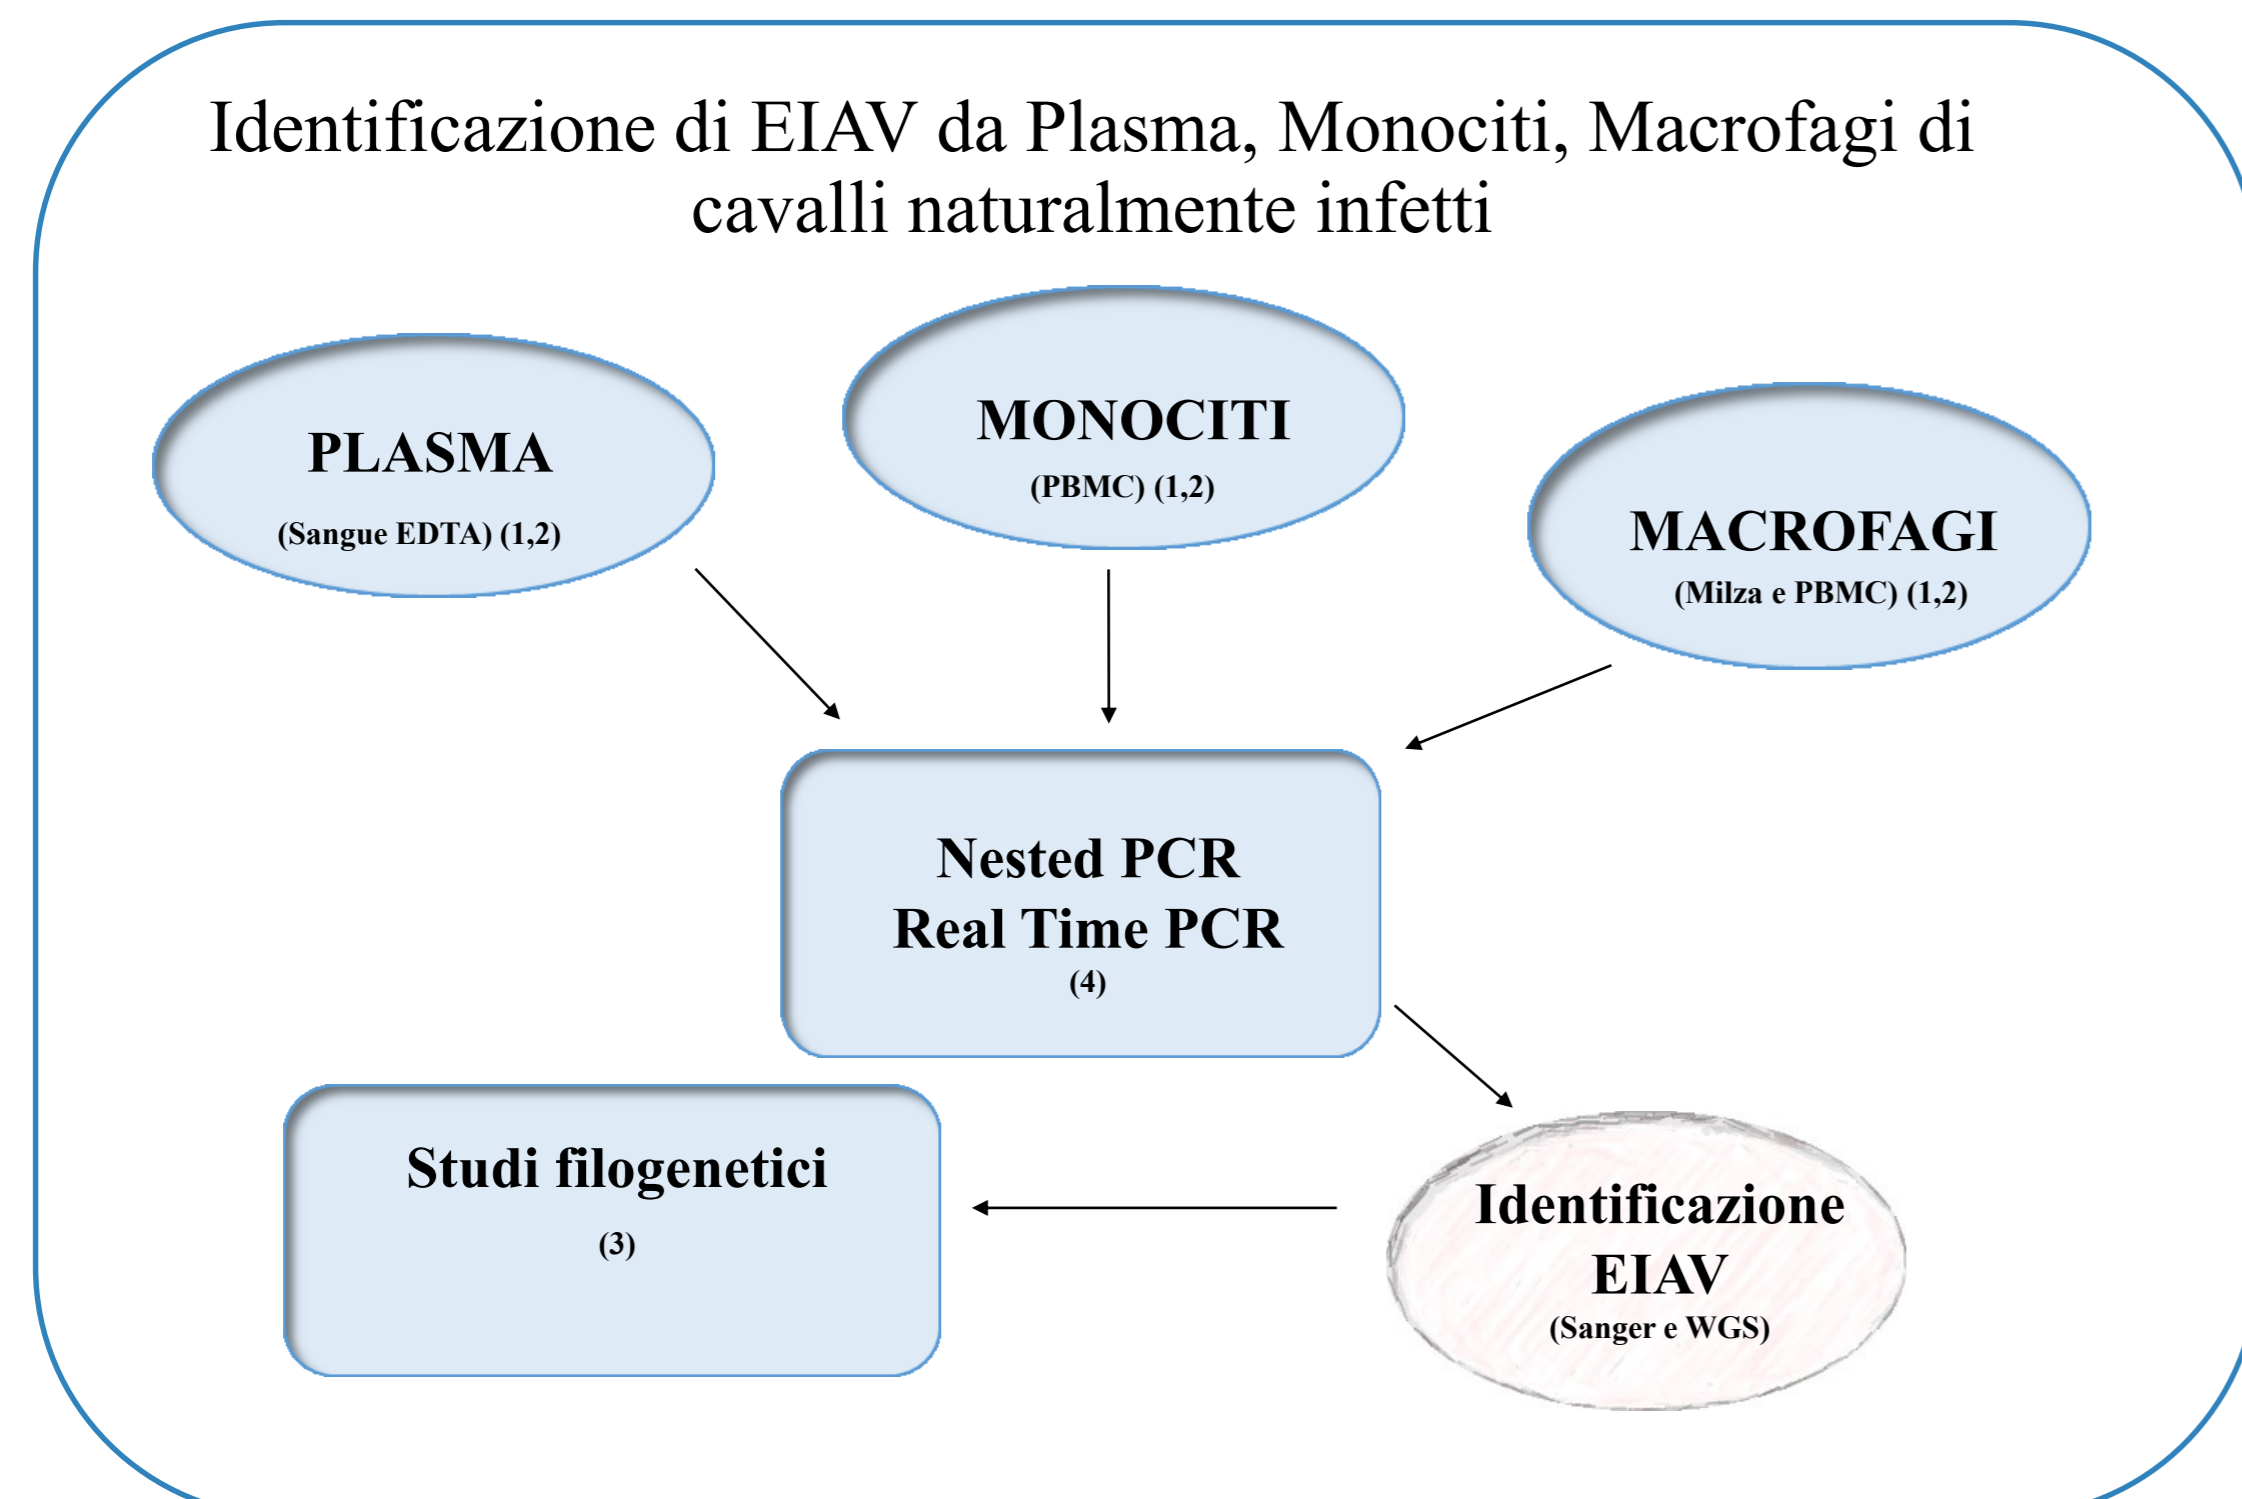 Identificazione di EIAV da Plasma, Monociti, Macrofagi di
cavalli naturalmente infetti
PLASMA
(Sangue EDTA) (1,2)
MONOCITI
(PBMC) (1,2)
MACROFAGI
(Milza e PBMC) (1,2)
Nested PCR
Real Time PCR
(4)
Studi filogenetici
(3)
Identificazione
EIAV
(Sanger e WGS)